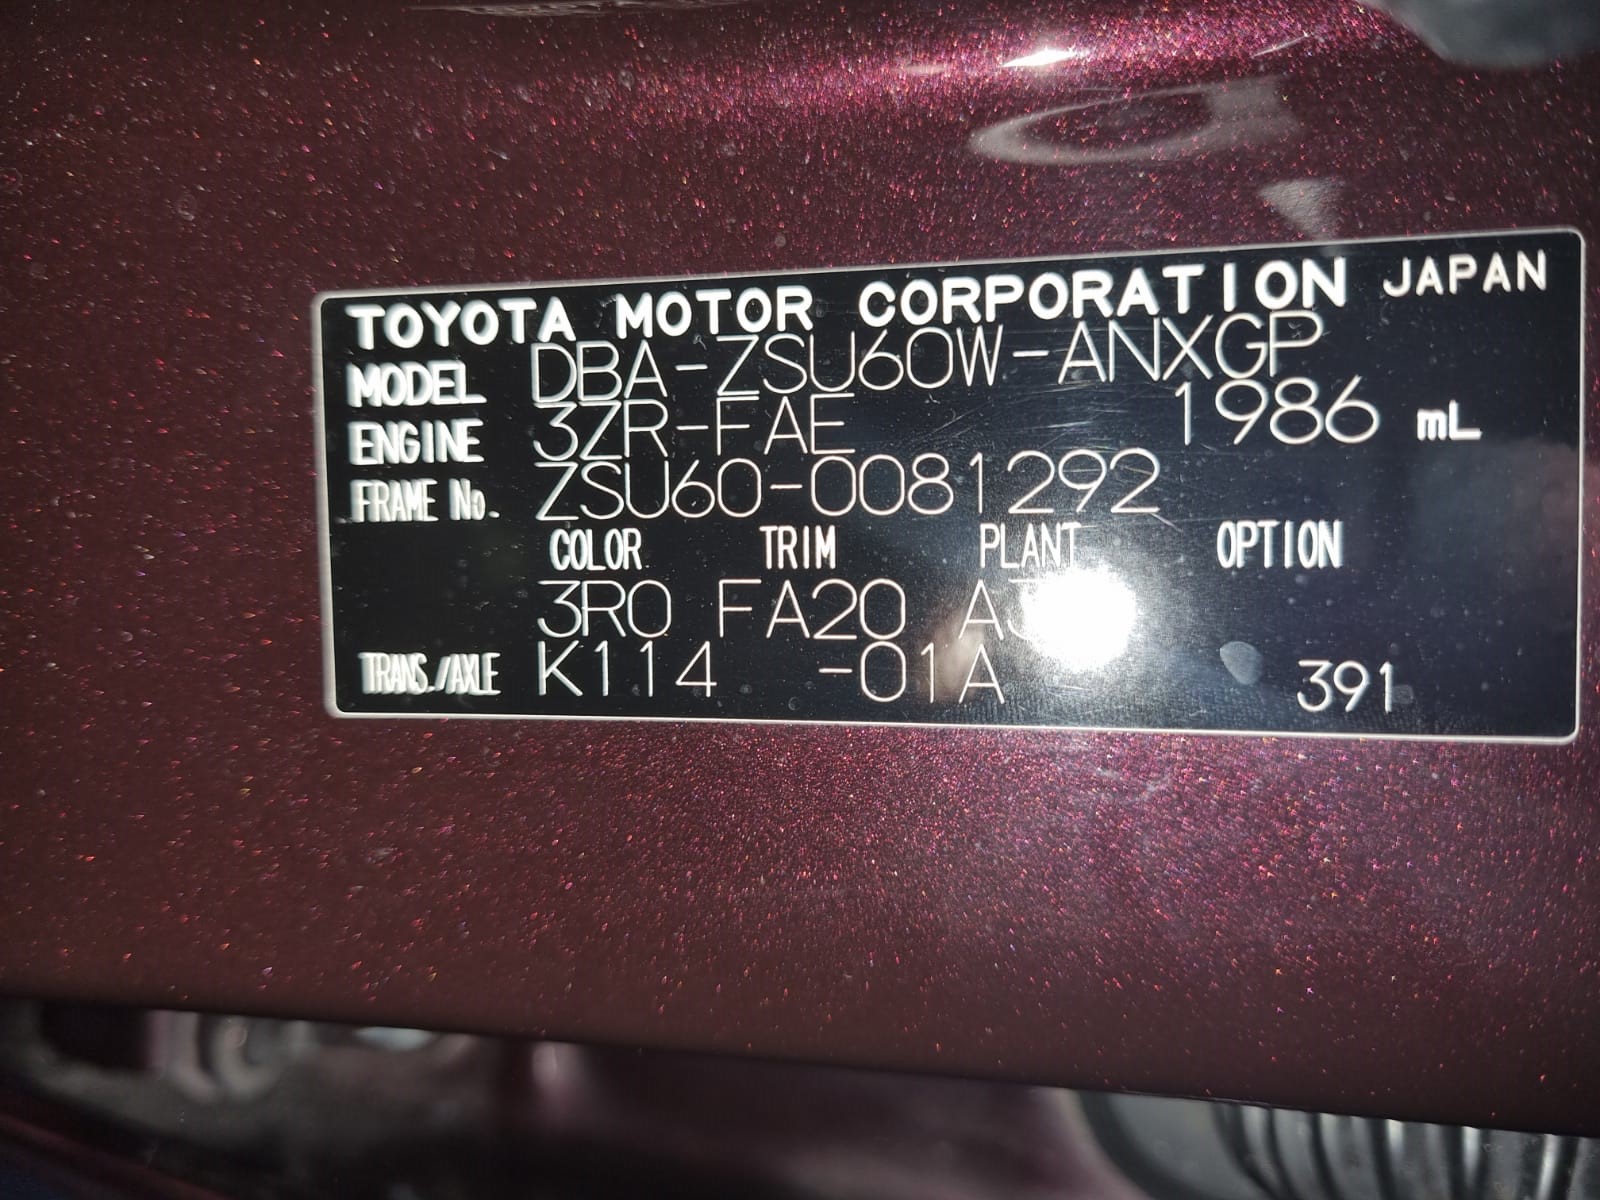 TOYOTA MOTOR CORPORATION JAPAN
MODEL DBA-ZSU60W-ANXGP
ENGINE 3ZR-FAE 1986 mL
FRAME No. ZSU60-0081292
COLOR TRIM PLANT OPTION
3R0 FA20
TRANS./AXLE K114 -01A 391